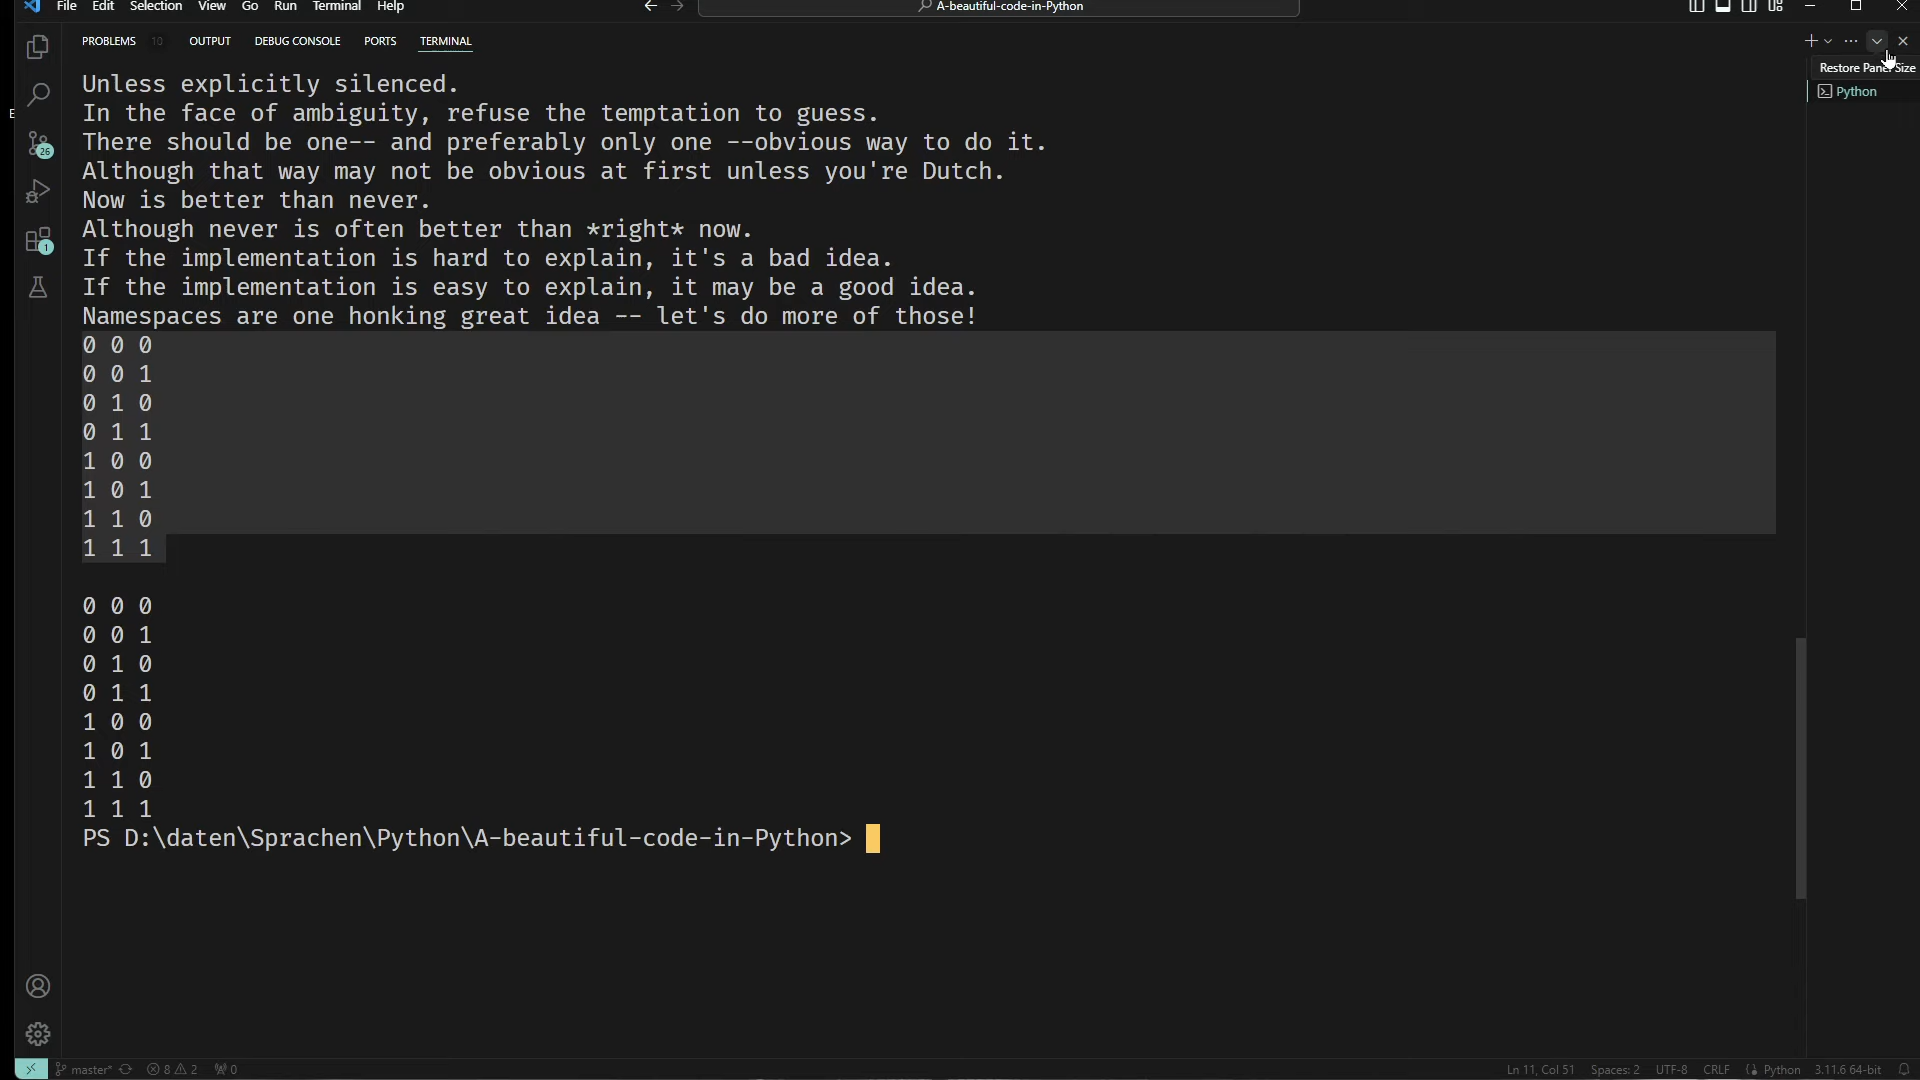 File Edit Selection View Go Run Terminal Help
A-beautiful-code-in-Python
PROBLEMS 10 OUTPUT DEBUG CONSOLE PORTS TERMINAL
Restore Panel Size
Python
Unless explicitly silenced.
In the face of ambiguity, refuse the temptation to guess.
There should be one-- and preferably only one --obvious way to do it.
Although that way may not be obvious at first unless you're Dutch.
Now is better than never.
Although never is often better than *right* now.
If the implementation is hard to explain, it's a bad idea.
If the implementation is easy to explain, it may be a good idea.
Namespaces are one honking great idea -- let's do more of those!
0 0 0
0 0 1
0 1 0
0 1 1
1 0 0
1 0 1
1 1 0
1 1 1
0 0 0
0 0 1
0 1 0
0 1 1
1 0 0
1 0 1
1 1 0
1 1 1
PS D:\daten\Sprachen\Python\A-beautiful-code-in-Python>
26
1
master* 8 2 0 Ln 11, Col 51 Spaces: 2 UTF-8 CRLF Python 3.11.6 64-bit